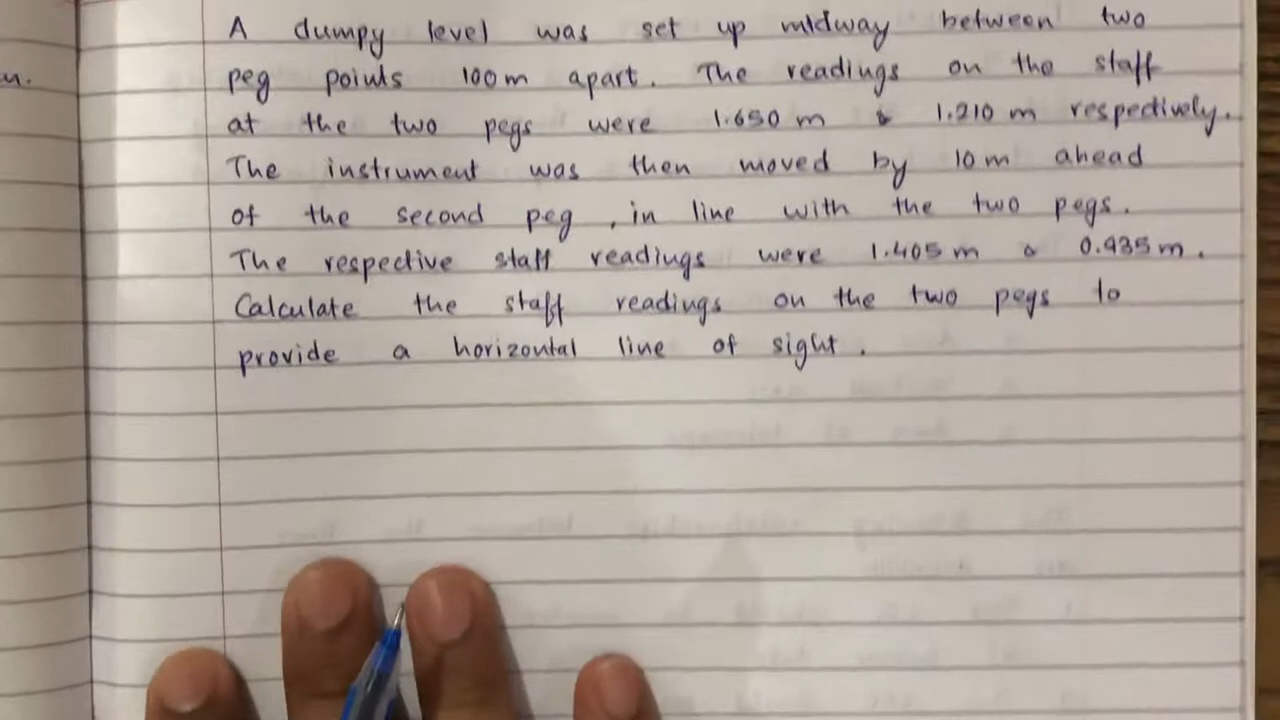 A dumpy level was set up midway between two
peg points 100m apart. The readings on the staff
at the two pegs were 1.650 m & 1.210 m respectively.
The instrument was then moved by 10m ahead
of the second peg , in line with the two pegs.
The respective staff readings were 1.405 m & 0.935 m .
Calculate the staff readings on the two pegs to
provide a horizontal line of sight .